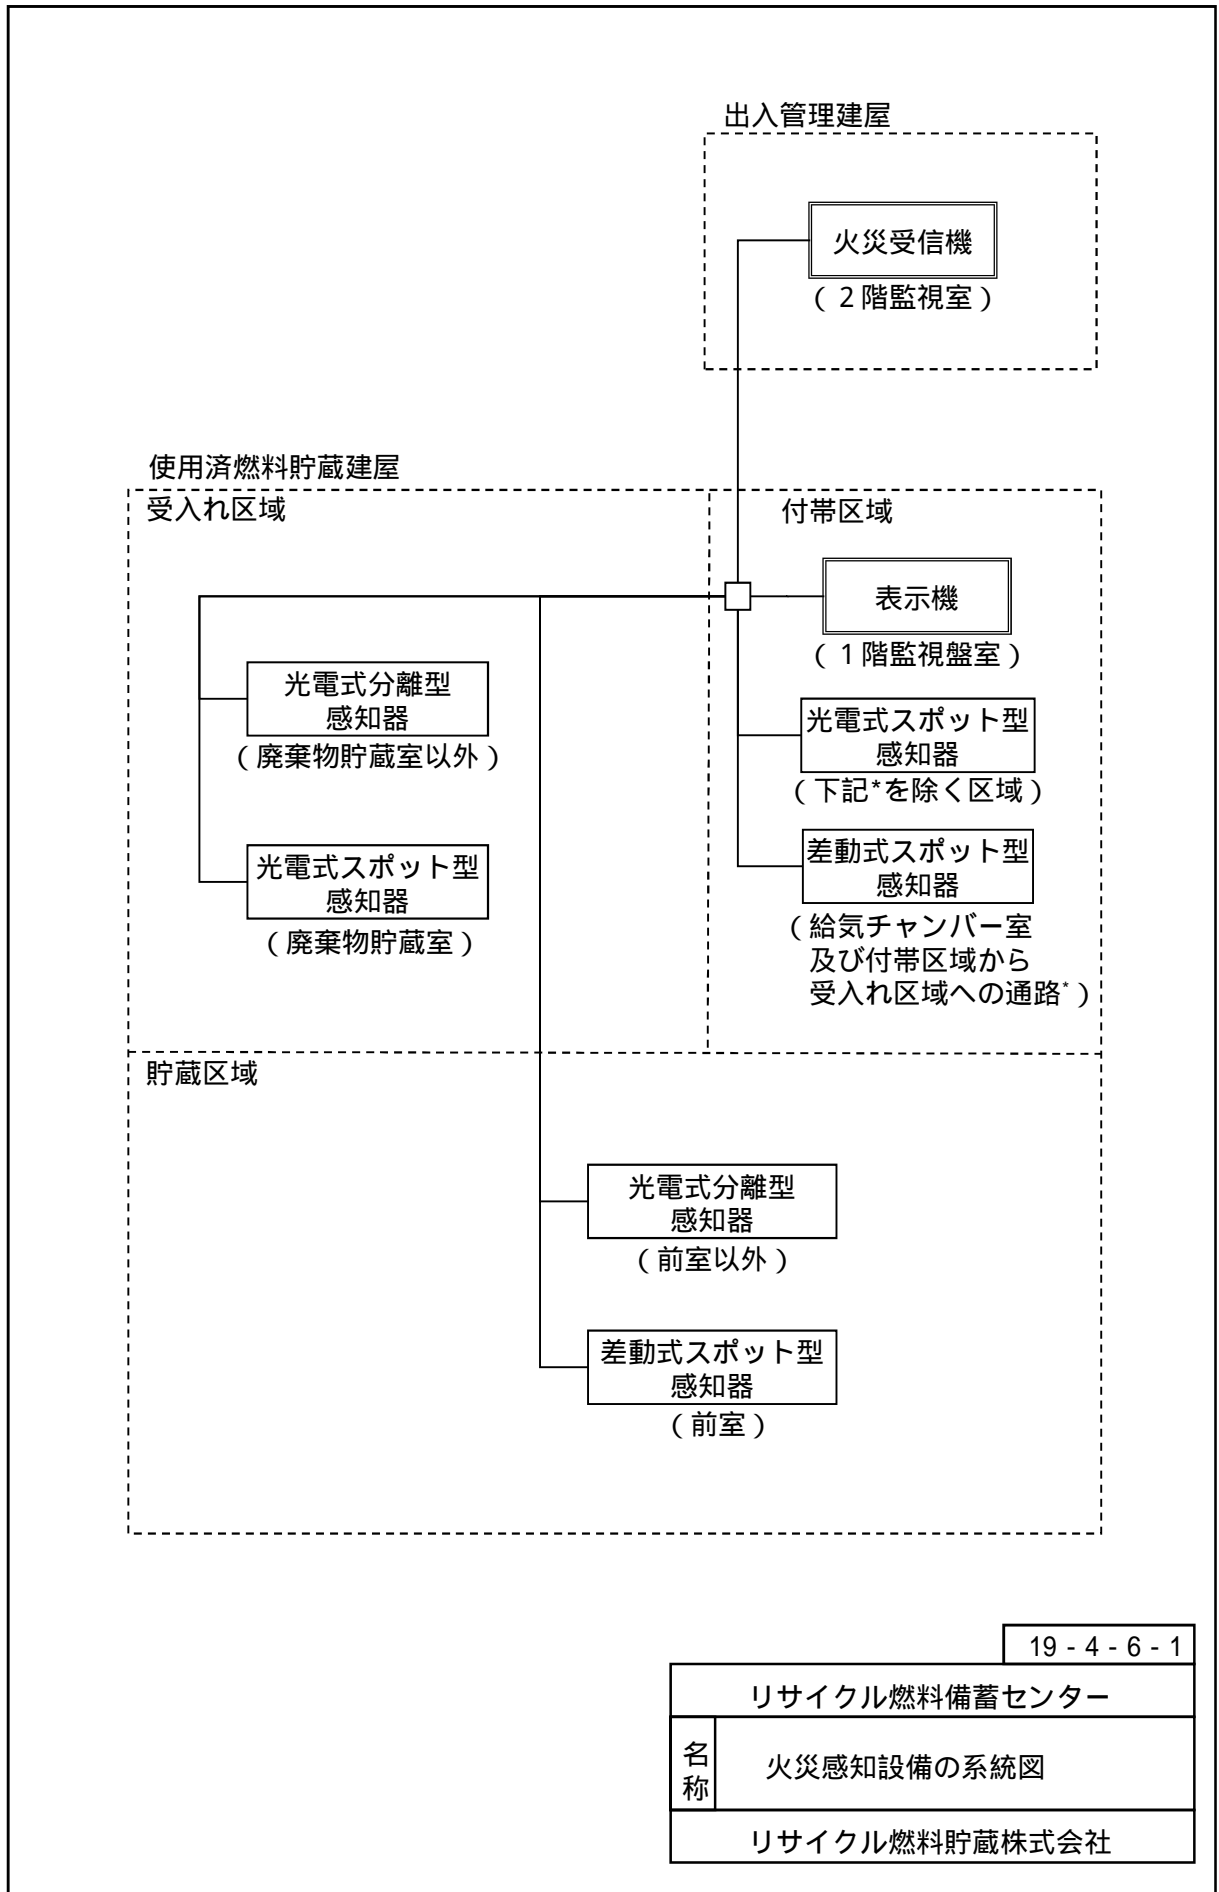 出入管理建屋
火災受信機
（２階監視室）
使用済燃料貯蔵建屋
受入れ区域
付帯区域
表示機
（１階監視盤室）
光電式分離型
感知器
（廃棄物貯蔵室以外）
光電式スポット型
感知器
（下記*を除く区域）
光電式スポット型
感知器
（廃棄物貯蔵室）
差動式スポット型
感知器
（給気チャンバー室
及び付帯区域から
受入れ区域への通路*）
貯蔵区域
光電式分離型
感知器
（前室以外）
差動式スポット型
感知器
（前室）
19 - 4 - 6 - 1
リサイクル燃料備蓄センター
名称
火災感知設備の系統図
リサイクル燃料貯蔵株式会社